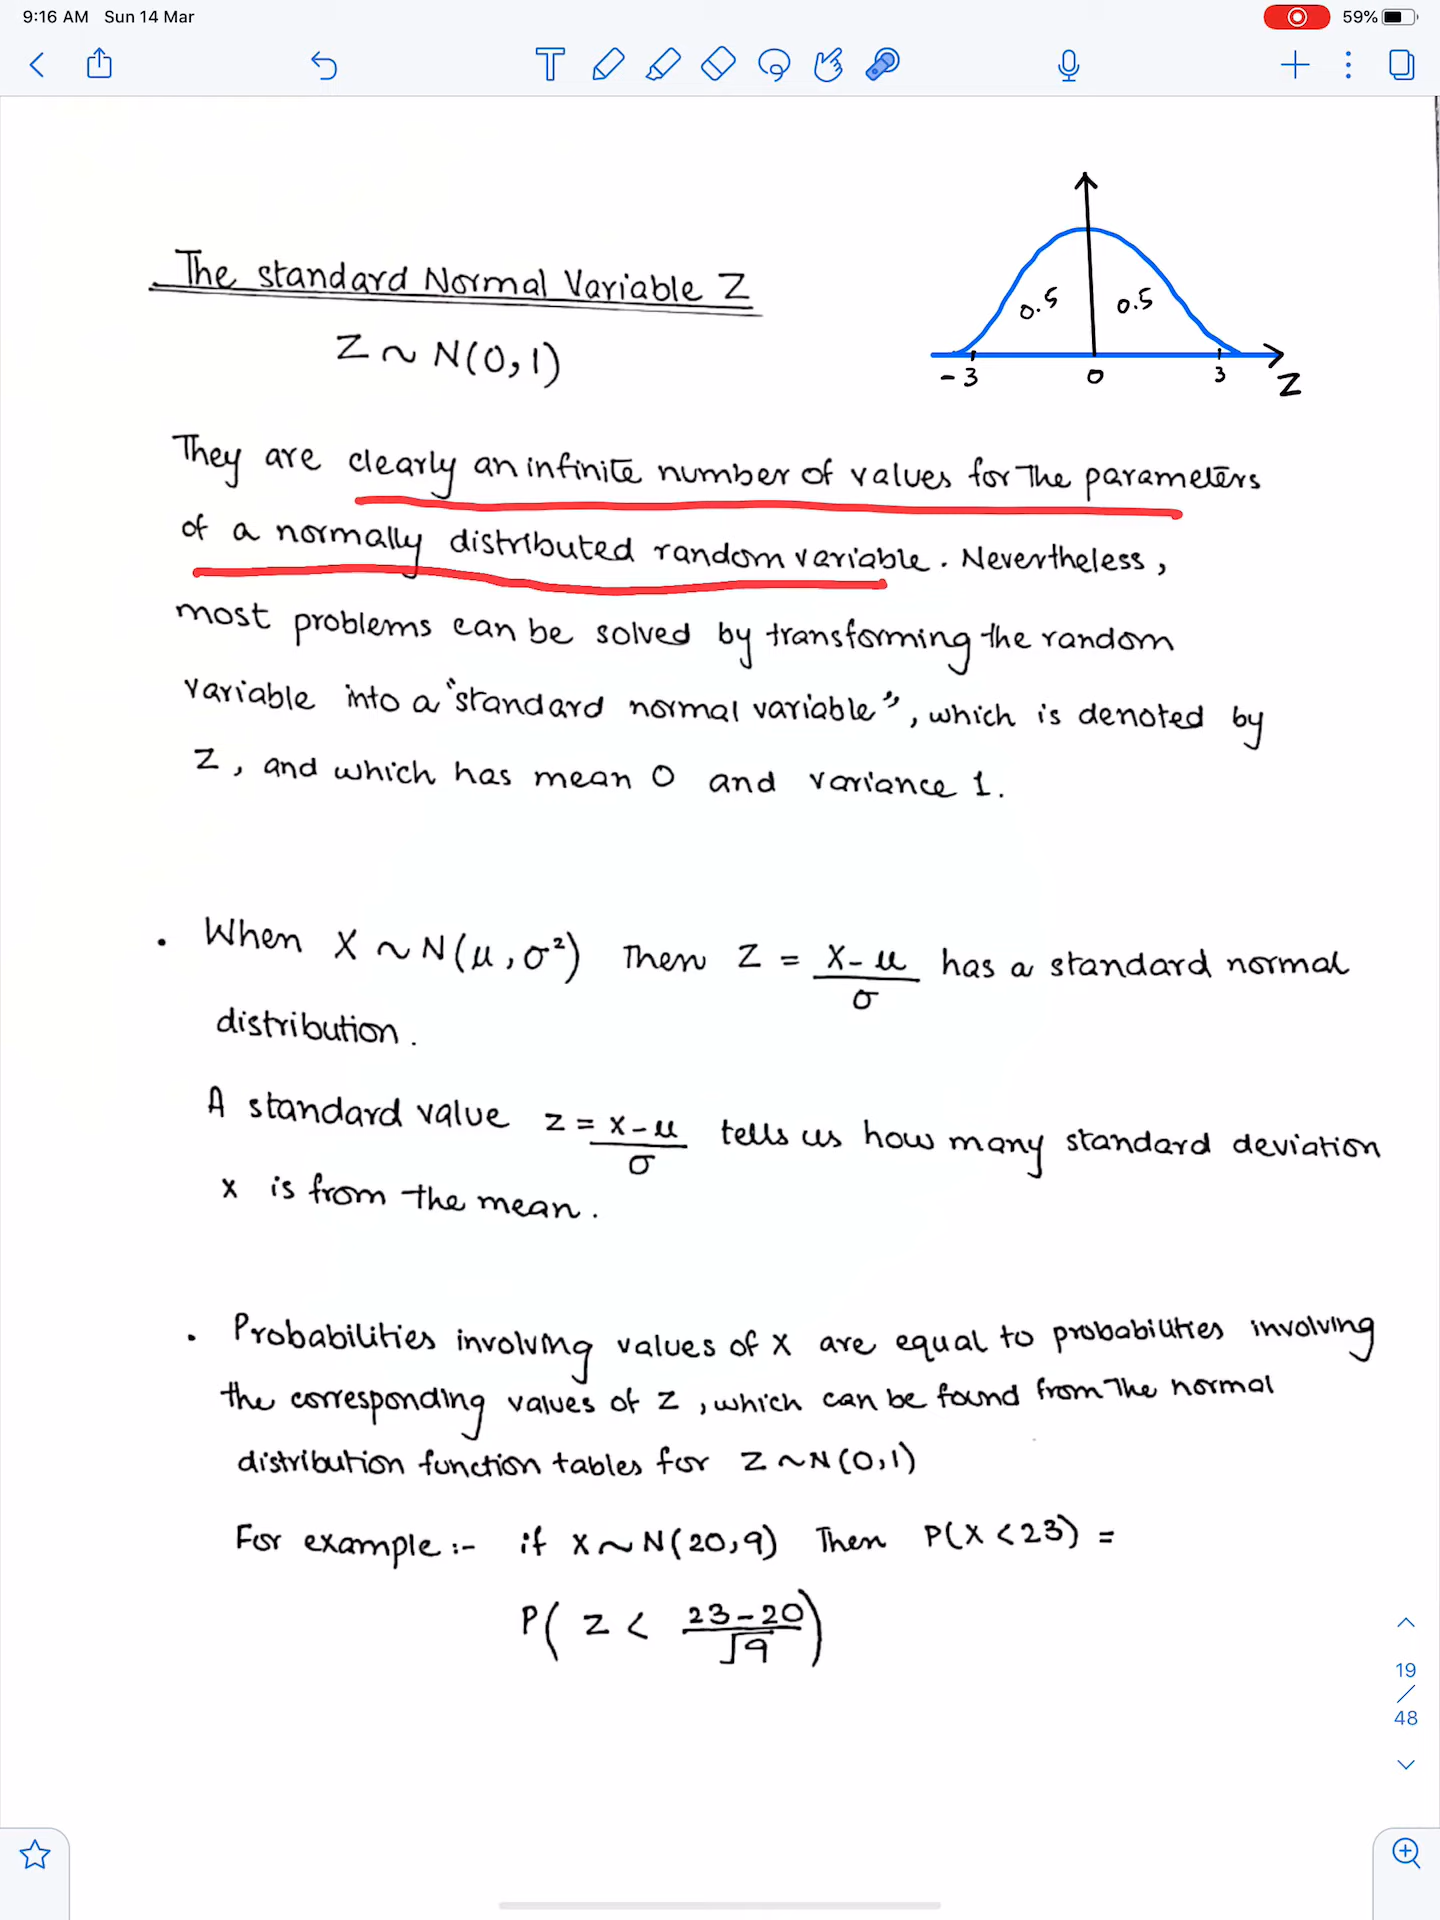 9:16 AM Sun 14 Mar 59%
T
The standard Normal Variable Z
Z ~ N(0,1)
0.5 0.5
-3 0 3 Z
They are clearly an infinite number of values for the parameters
of a normally distributed random variable. Nevertheless,
most problems can be solved by transforming the random
variable into a "standard normal variable", which is denoted by
Z, and which has mean 0 and variance 1.
• When X ~ N(μ, σ²) Then Z = X-μ/σ has a standard normal
distribution.
A standard value z = x-μ/σ tells us how many standard deviation
x is from the mean.
• Probabilities involving values of X are equal to probabilities involving
the corresponding values of Z, which can be found from The normal
distribution function tables for Z ~ N(0,1)
For example:- if X ~ N(20,9) Then P(X < 23) =
P( Z < 23-20/√9 )
19
/
48